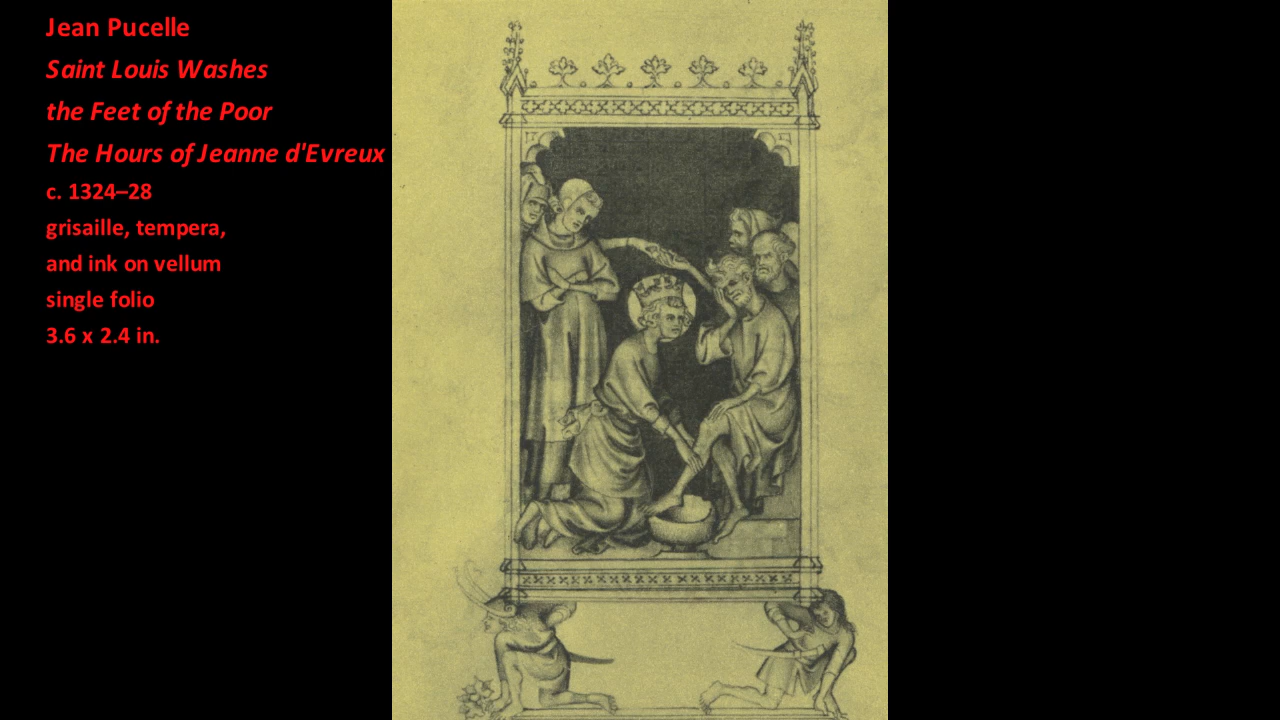 Jean Pucelle
Saint Louis Washes
the Feet of the Poor
The Hours of Jeanne d'Evreux
c. 1324–28
grisaille, tempera,
and ink on vellum
single folio
3.6 x 2.4 in.